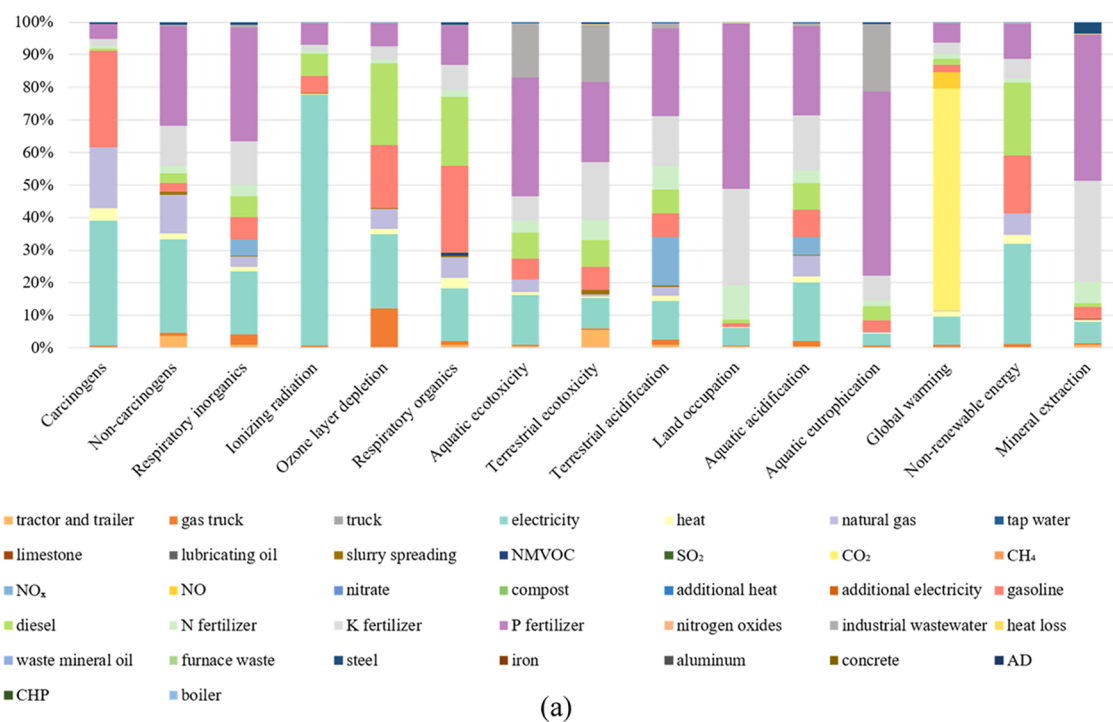 100%
90%
80%
70%
60%
50%
40%
30%
20%
10%
0%
Carcinogens
Non-carcinogens
Respiratory inorganics
Ionizing radiation
Ozone layer depletion
Respiratory organics
Aquatic ecotoxicity
Terrestrial ecotoxicity
Terrestrial acidification
Land occupation
Aquatic acidification
Aquatic eutrophication
Global warming
Non-renewable energy
Mineral extraction
tractor and trailer gas truck truck electricity heat natural gas tap water
limestone lubricating oil slurry spreading NMVOC SO₂ CO₂ CH₄
NOₓ NO nitrate compost additional heat additional electricity gasoline
diesel N fertilizer K fertilizer P fertilizer nitrogen oxides industrial wastewater heat loss
waste mineral oil furnace waste steel iron aluminum concrete AD
CHP boiler
(a)